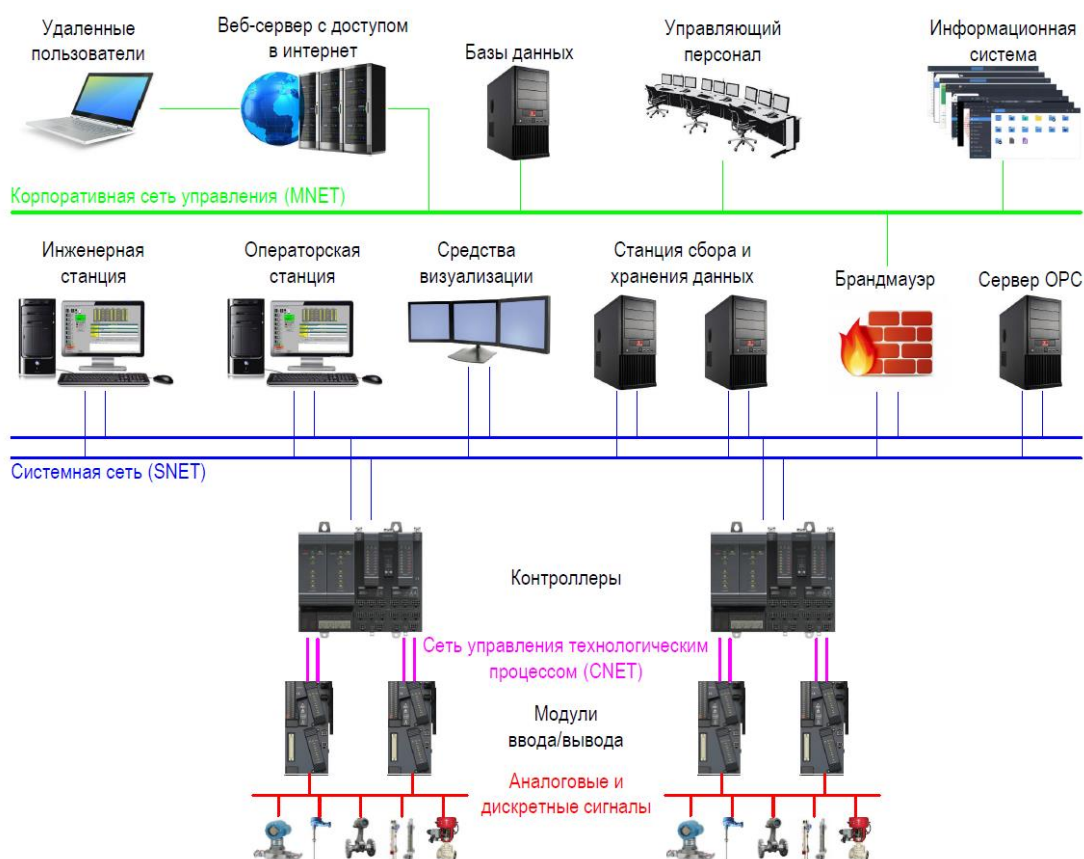 Удаленные
пользователи
Веб-сервер с доступом
в интернет
Базы данных
Управляющий
персонал
Информационная
система
Корпоративная сеть управления (MNET)
Инженерная
станция
Операторская
станция
Средства
визуализации
Станция сбора и
хранения данных
Брандмауэр
Сервер ОРС
Системная сеть (SNET)
Контроллеры
Сеть управления технологическим
процессом (CNET)
Модули
ввода/вывода
Аналоговые и
дискретные сигналы